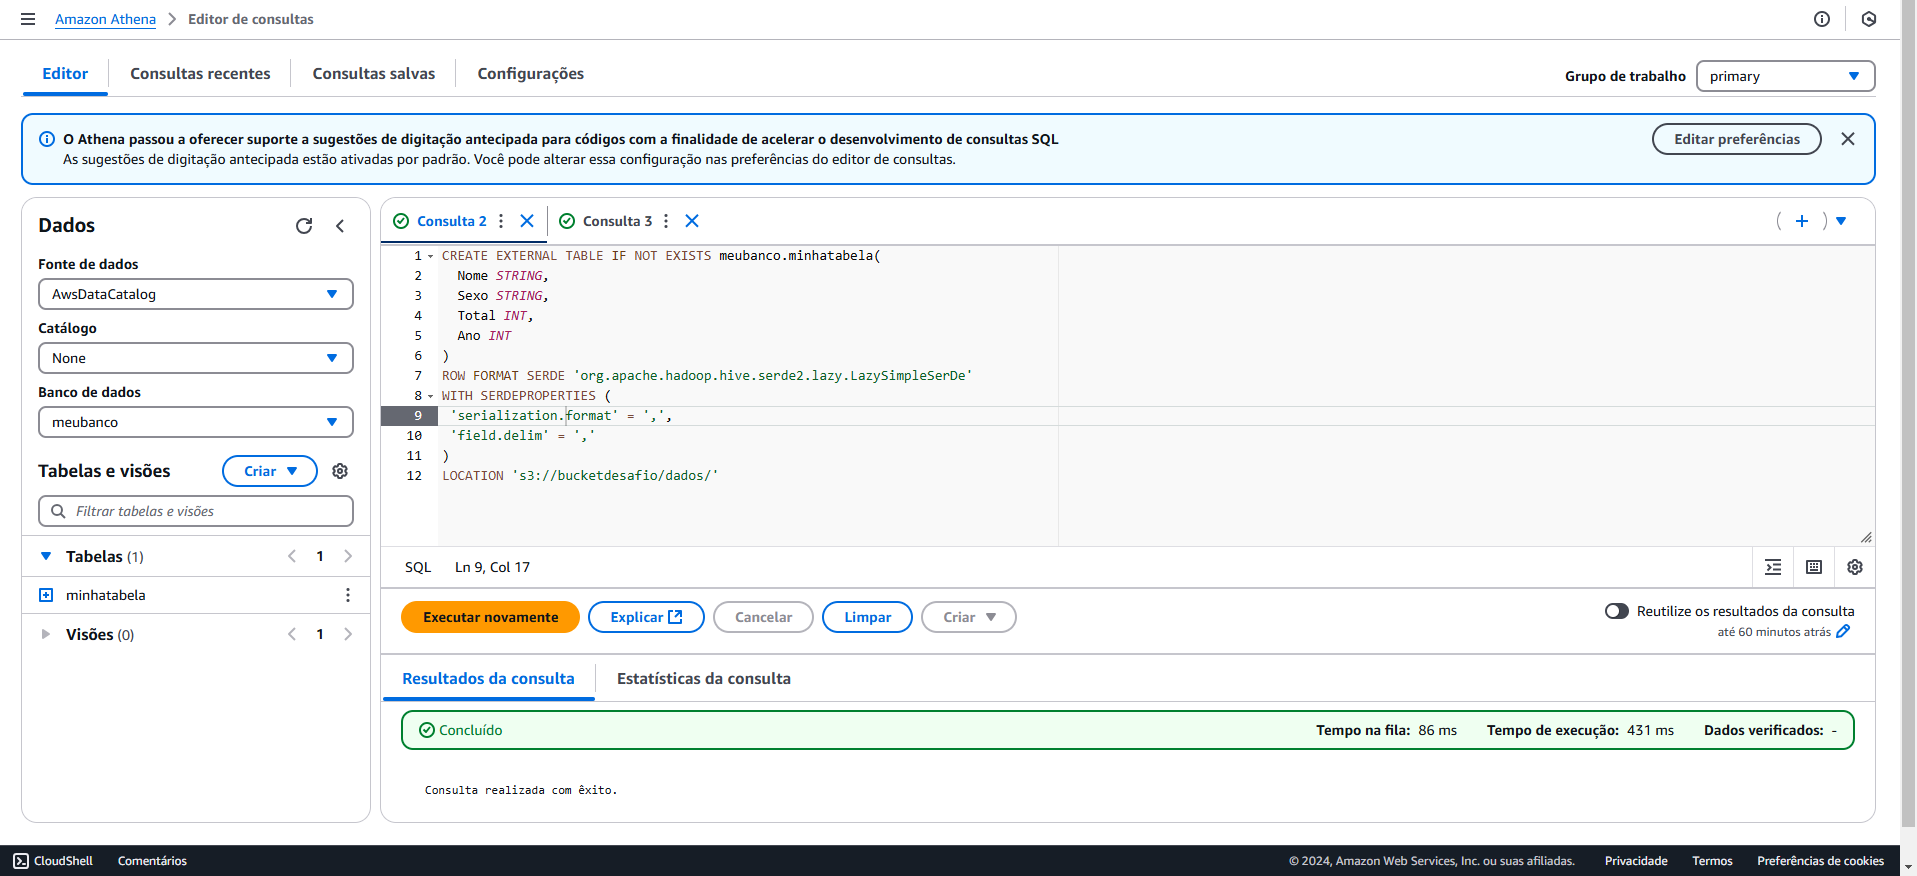 Amazon Athena > Editor de consultas
Editor Consultas recentes Consultas salvas Configurações Grupo de trabalho primary
O Athena passou a oferecer suporte a sugestões de digitação antecipada para códigos com a finalidade de acelerar o desenvolvimento de consultas SQL
As sugestões de digitação antecipada estão ativadas por padrão. Você pode alterar essa configuração nas preferências do editor de consultas.
Editar preferências
Dados
Fonte de dados
AwsDataCatalog
Catálogo
None
Banco de dados
meubanco
Tabelas e visões Criar
Filtrar tabelas e visões
Tabelas (1) < 1 >
minhatabela
Visões (0) < 1 >
Consulta 2 Consulta 3
1 CREATE EXTERNAL TABLE IF NOT EXISTS meubanco.minhatabela(
2 Nome STRING,
3 Sexo STRING,
4 Total INT,
5 Ano INT
6 )
7 ROW FORMAT SERDE 'org.apache.hadoop.hive.serde2.lazy.LazySimpleSerDe'
8 WITH SERDEPROPERTIES (
9 'serialization.format' = ',',
10 'field.delim' = ','
11 )
12 LOCATION 's3://bucketdesafio/dados/'
SQL Ln 9, Col 17
Executar novamente Explicar Cancelar Limpar Criar
Reutilize os resultados da consulta
até 60 minutos atrás
Resultados da consulta Estatísticas da consulta
Concluído Tempo na fila: 86 ms Tempo de execução: 431 ms Dados verificados: -
Consulta realizada com êxito.
CloudShell Comentários © 2024, Amazon Web Services, Inc. ou suas afiliadas. Privacidade Termos Preferências de cookies